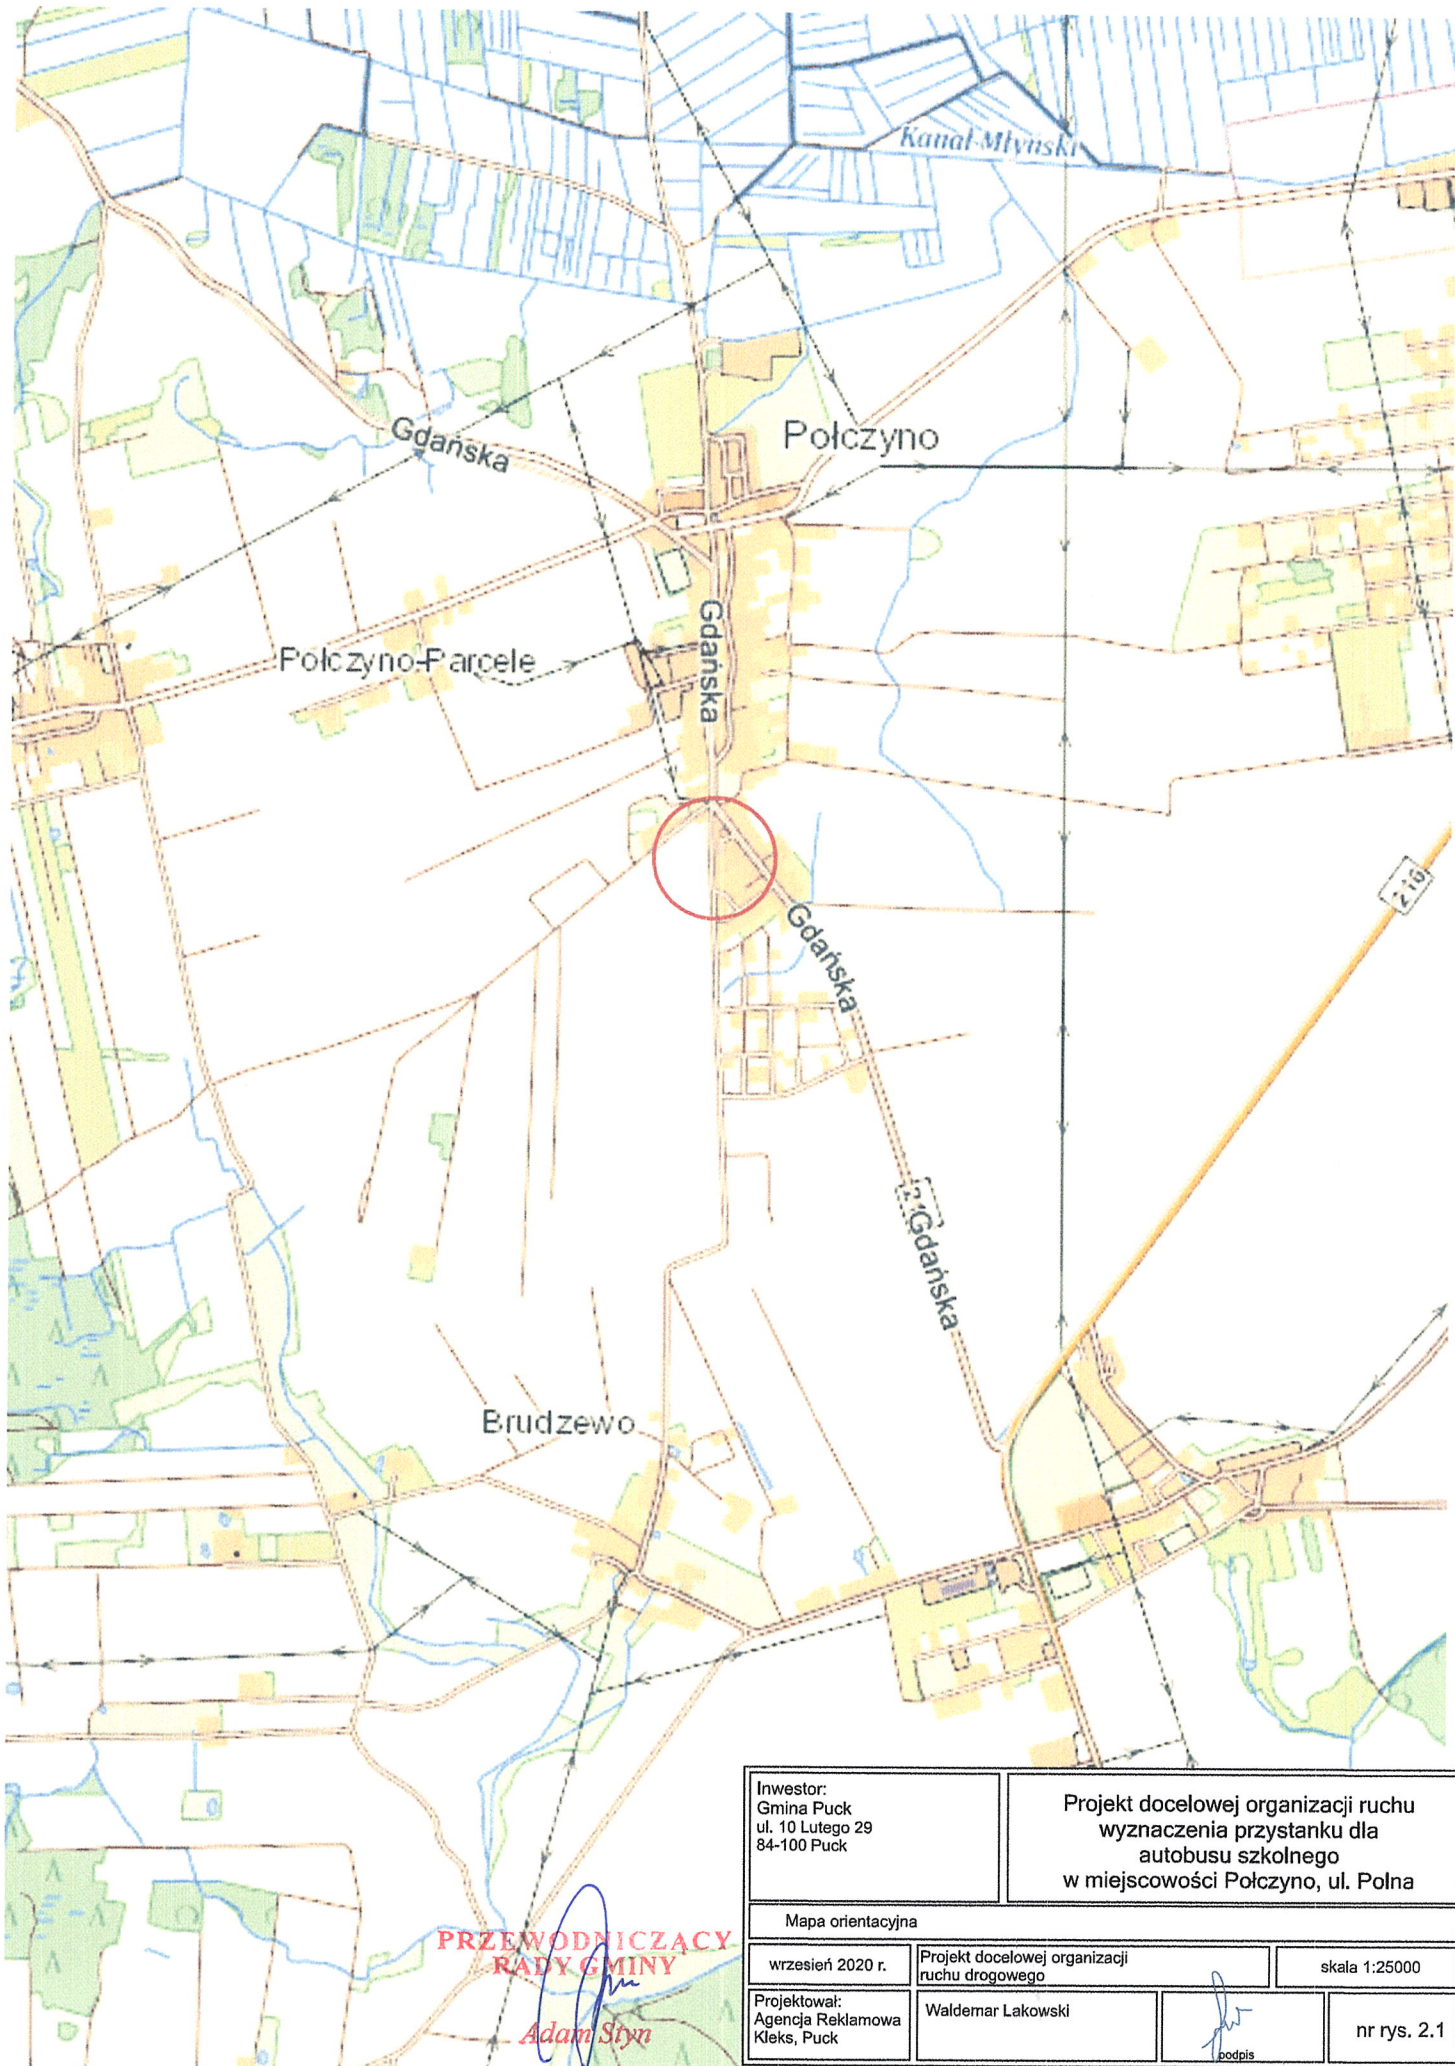 Kanał Młyński
Gdańska
Połczyno
Gdańska
Połczyno-Parcele
216
Gdańska
Gdańska
Brudzewo
Inwestor:
Gmina Puck
ul. 10 Lutego 29
84-100 Puck
Projekt docelowej organizacji ruchu
wyznaczenia przystanku dla
autobusu szkolnego
w miejscowości Połczyno, ul. Polna
Mapa orientacyjna
wrzesień 2020 r.
Projekt docelowej organizacji
ruchu drogowego
skala 1:25000
Projektował:
Agencja Reklamowa
Kleks, Puck
Waldemar Lakowski
podpis
nr rys. 2.1
PRZEWODNICZĄCY
RADY GMINY
Adam Styn